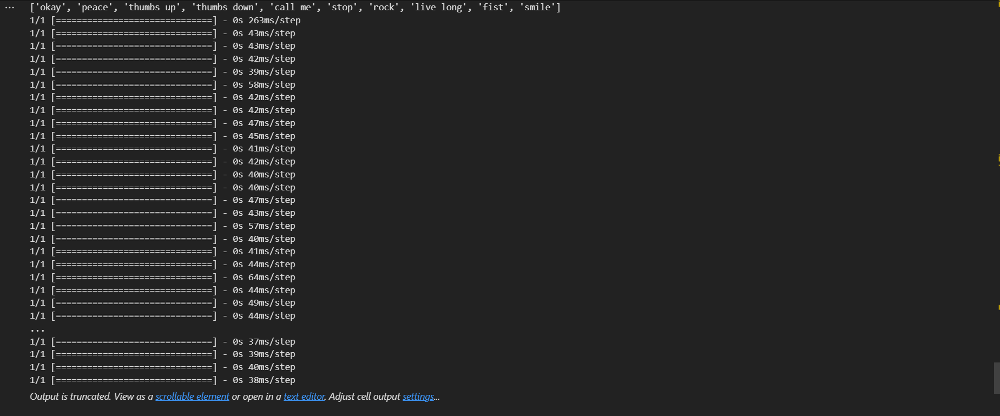 ['okay', 'peace', 'thumbs up', 'thumbs down', 'call me', 'stop', 'rock', 'live long', 'fist', 'smile']
1/1 [==============================] - 0s 263ms/step
1/1 [==============================] - 0s 43ms/step
1/1 [==============================] - 0s 43ms/step
1/1 [==============================] - 0s 42ms/step
1/1 [==============================] - 0s 39ms/step
1/1 [==============================] - 0s 58ms/step
1/1 [==============================] - 0s 42ms/step
1/1 [==============================] - 0s 42ms/step
1/1 [==============================] - 0s 47ms/step
1/1 [==============================] - 0s 45ms/step
1/1 [==============================] - 0s 41ms/step
1/1 [==============================] - 0s 42ms/step
1/1 [==============================] - 0s 40ms/step
1/1 [==============================] - 0s 40ms/step
1/1 [==============================] - 0s 47ms/step
1/1 [==============================] - 0s 43ms/step
1/1 [==============================] - 0s 57ms/step
1/1 [==============================] - 0s 40ms/step
1/1 [==============================] - 0s 41ms/step
1/1 [==============================] - 0s 44ms/step
1/1 [==============================] - 0s 64ms/step
1/1 [==============================] - 0s 44ms/step
1/1 [==============================] - 0s 49ms/step
1/1 [==============================] - 0s 44ms/step
...
1/1 [==============================] - 0s 37ms/step
1/1 [==============================] - 0s 39ms/step
1/1 [==============================] - 0s 40ms/step
1/1 [==============================] - 0s 38ms/step
Output is truncated. View as a scrollable element or open in a text editor. Adjust cell output settings...